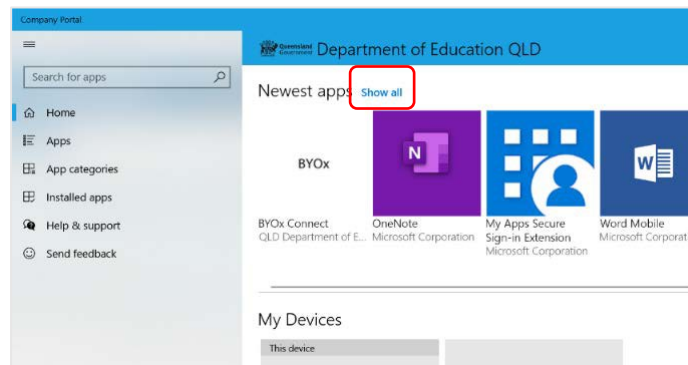 Company Portal
Search for apps
Home
Apps
App categories
Installed apps
Help & support
Send feedback
Queensland
Government
Department of Education QLD
Newest apps Show all
BYOx
BYOx Connect
QLD Department of E...
N
OneNote
Microsoft Corporation
My Apps Secure
Sign-in Extension
Microsoft Corporation
W
Word Mobile
Microsoft Corporat
My Devices
This device